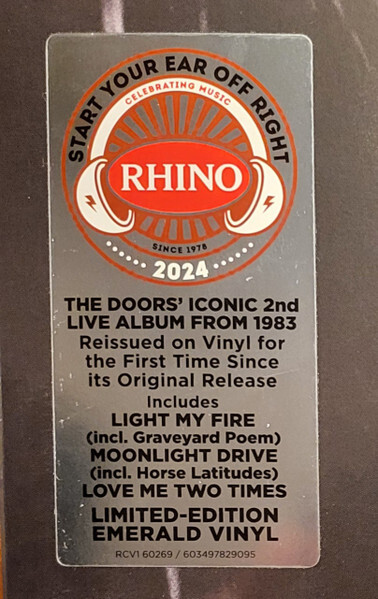 START YOUR EAR OFF RIGHT
CELEBRATING MUSIC
RHINO
SINCE 1978
2024
THE DOORS' ICONIC 2nd
LIVE ALBUM FROM 1983
Reissued on Vinyl for
the First Time Since
its Original Release
Includes
LIGHT MY FIRE
(incl. Graveyard Poem)
MOONLIGHT DRIVE
(incl. Horse Latitudes)
LOVE ME TWO TIMES
LIMITED-EDITION
EMERALD VINYL
RCV1 60269 / 603497829095